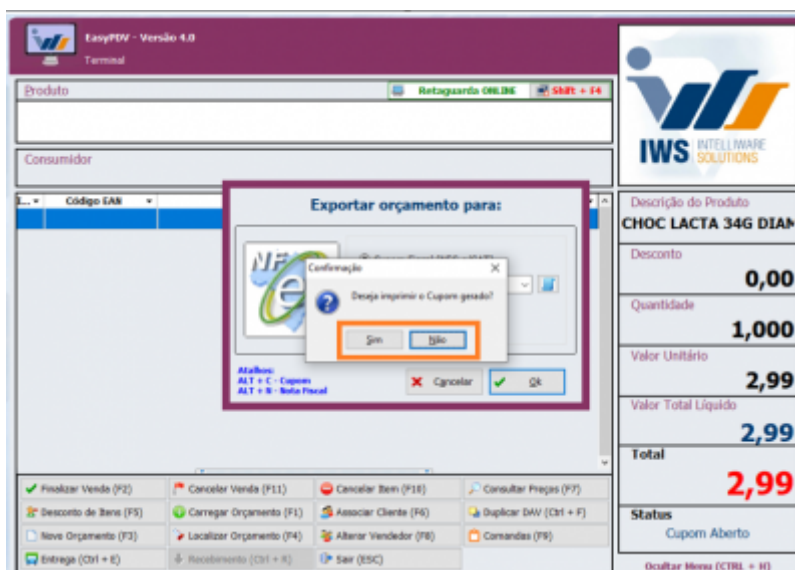 EasyPDV - Versão 4.0
Terminal
Produto
Retaguarda ONLINE
Shift + F4
Consumidor
Código EAN
IWS INTELLIWARE SOLUTIONS
Descrição do Produto
CHOC LACTA 34G DIAM
Desconto
0,00
Quantidade
1,000
Valor Unitário
2,99
Valor Total Líquido
2,99
Total
2,99
Status
Cupom Aberto
Ocultar Menu (CTRL + H)
Exportar orçamento para:
NF
e
Confirmação
Deseja imprimir o Cupom gerado?
Sim
Não
Atalhos:
ALT + C - Cupom
ALT + N - Nota Fiscal
Cancelar
Ok
Finalizar Venda (F2)
Cancelar Venda (F11)
Cancelar Item (F10)
Consultar Preços (F7)
Desconto de Itens (F5)
Carregar Orçamento (F1)
Associar Cliente (F6)
Duplicar DAV (Ctrl + F)
Novo Orçamento (F3)
Localizar Orçamento (F4)
Alterar Vendedor (F8)
Comandas (F9)
Entrega (Ctrl + E)
Recebimento (Ctrl + R)
Sair (ESC)